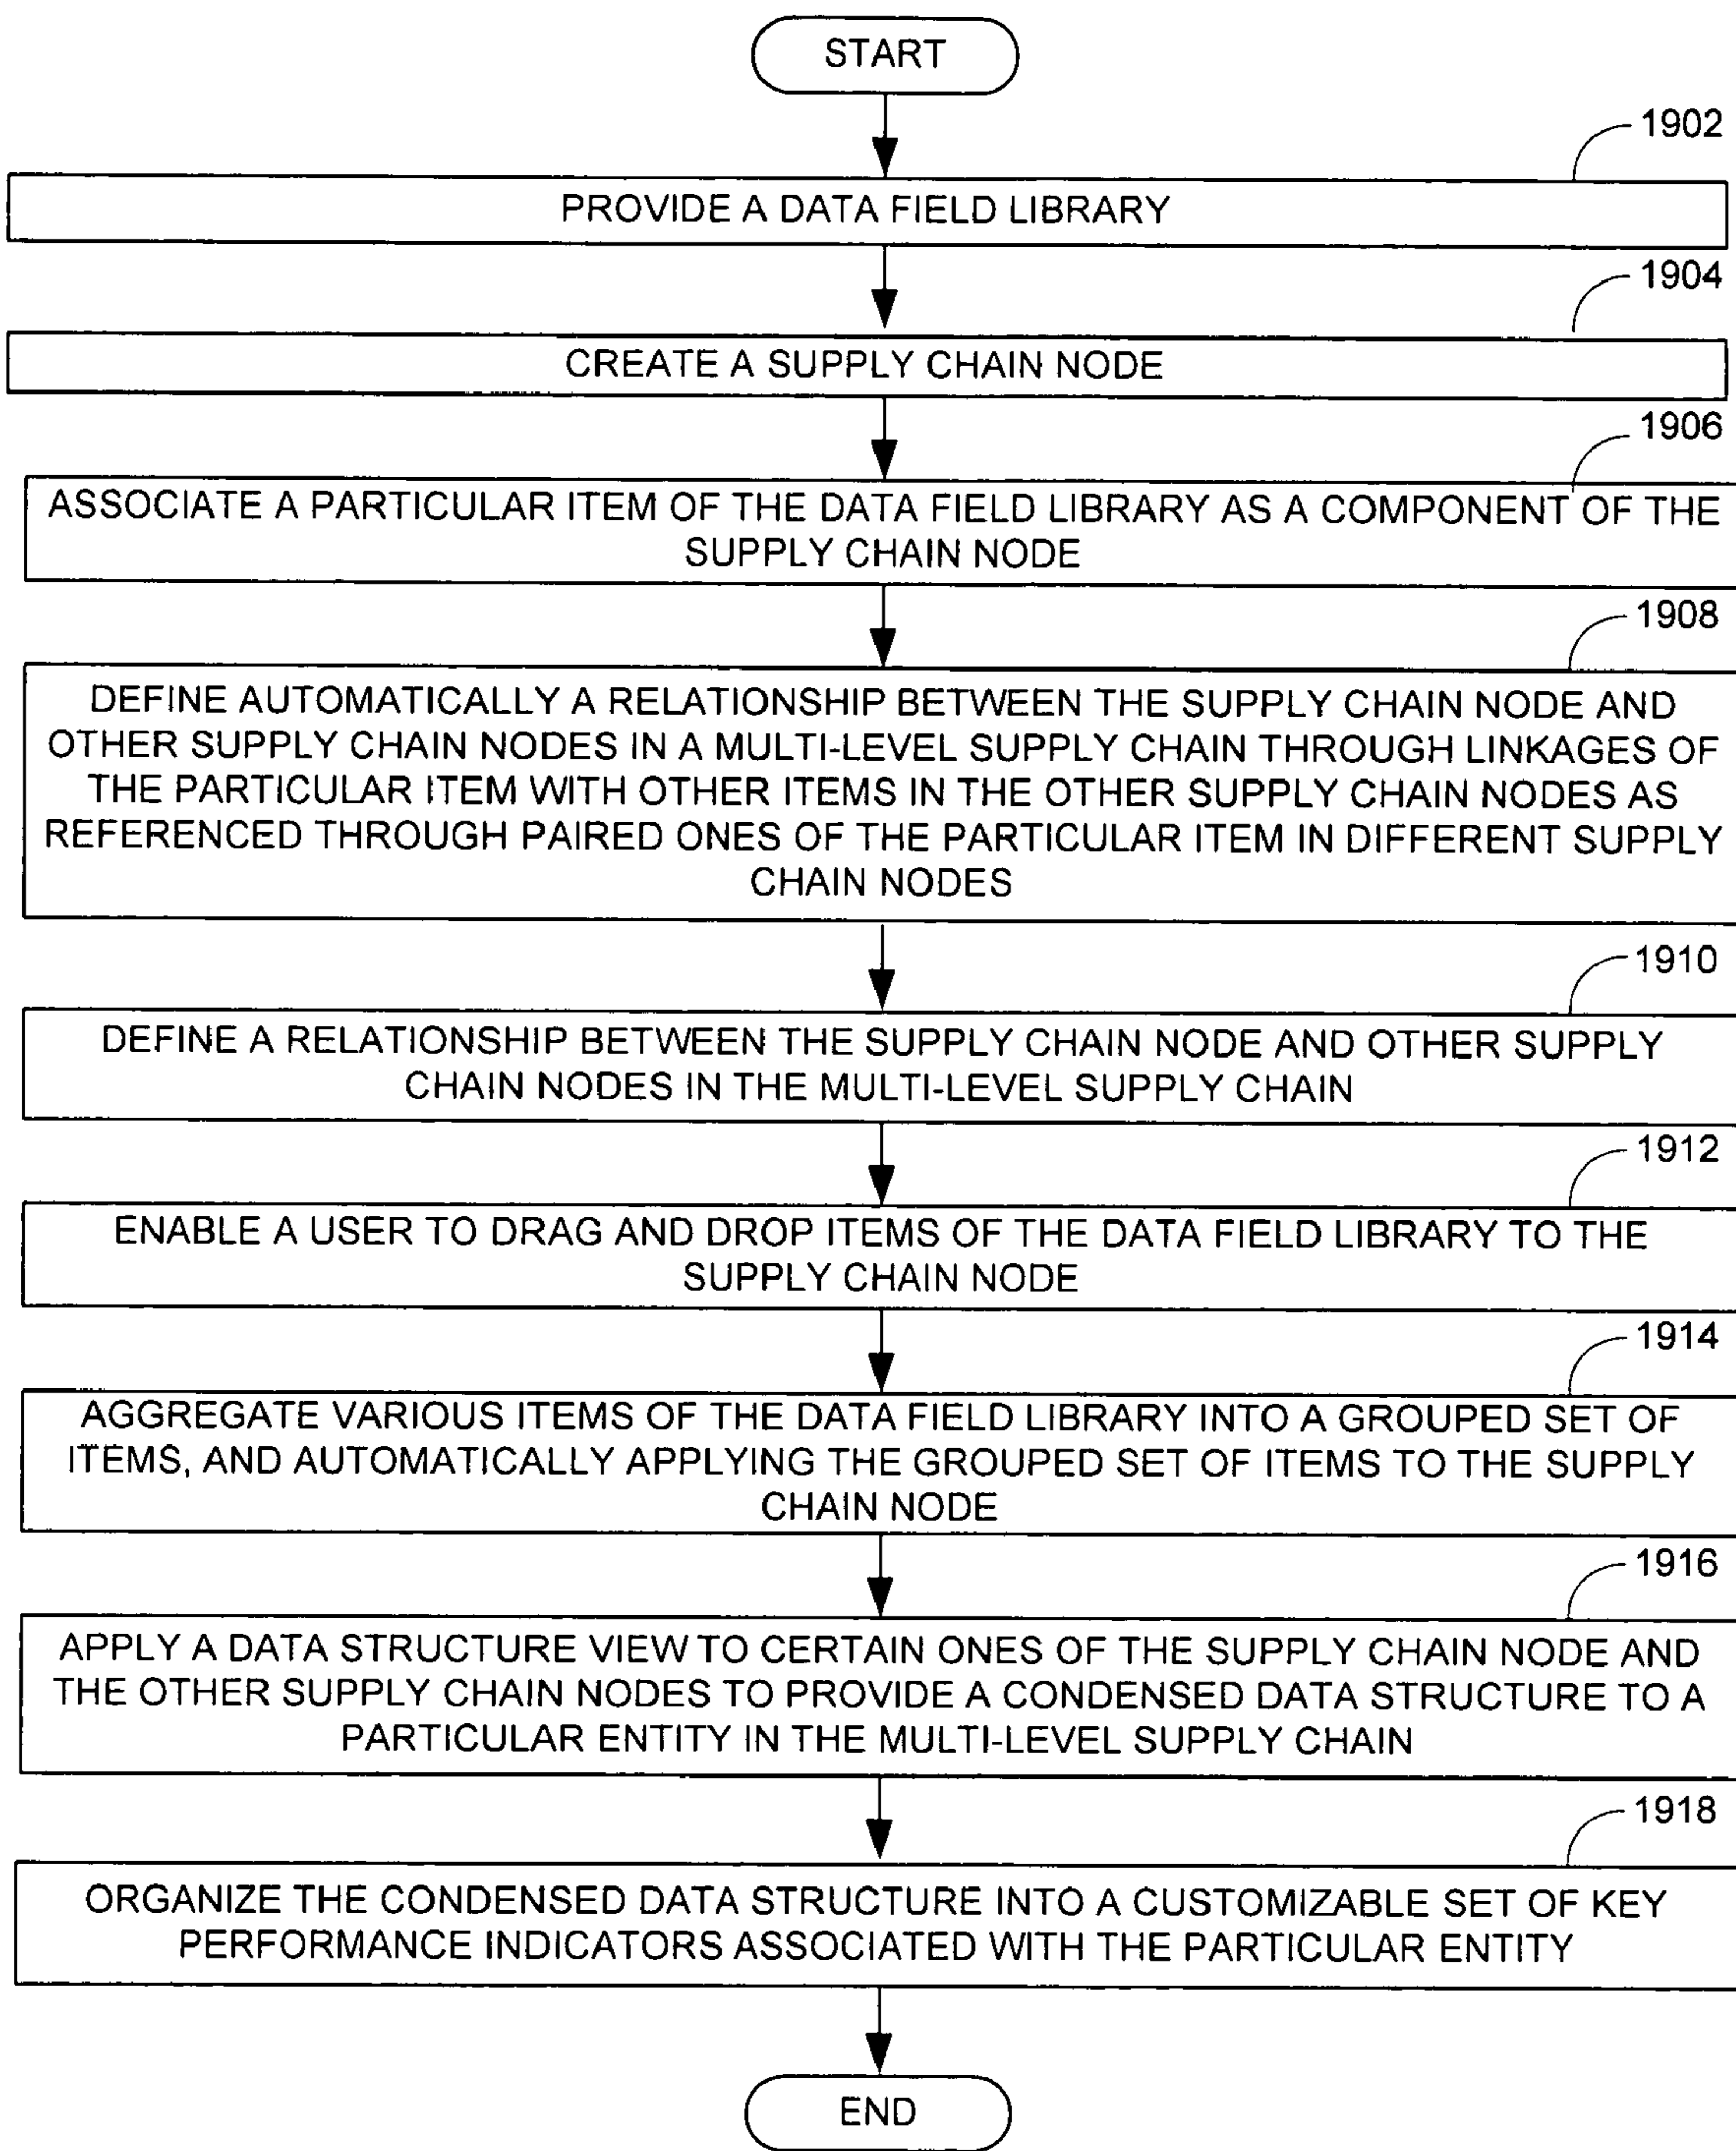 START
1902
PROVIDE A DATA FIELD LIBRARY
1904
CREATE A SUPPLY CHAIN NODE
1906
ASSOCIATE A PARTICULAR ITEM OF THE DATA FIELD LIBRARY AS A COMPONENT OF THE
SUPPLY CHAIN NODE
1908
DEFINE AUTOMATICALLY A RELATIONSHIP BETWEEN THE SUPPLY CHAIN NODE AND
OTHER SUPPLY CHAIN NODES IN A MULTI-LEVEL SUPPLY CHAIN THROUGH LINKAGES OF
THE PARTICULAR ITEM WITH OTHER ITEMS IN THE OTHER SUPPLY CHAIN NODES AS
REFERENCED THROUGH PAIRED ONES OF THE PARTICULAR ITEM IN DIFFERENT SUPPLY
CHAIN NODES
1910
DEFINE A RELATIONSHIP BETWEEN THE SUPPLY CHAIN NODE AND OTHER SUPPLY
CHAIN NODES IN THE MULTI-LEVEL SUPPLY CHAIN
1912
ENABLE A USER TO DRAG AND DROP ITEMS OF THE DATA FIELD LIBRARY TO THE
SUPPLY CHAIN NODE
1914
AGGREGATE VARIOUS ITEMS OF THE DATA FIELD LIBRARY INTO A GROUPED SET OF
ITEMS, AND AUTOMATICALLY APPLYING THE GROUPED SET OF ITEMS TO THE SUPPLY
CHAIN NODE
1916
APPLY A DATA STRUCTURE VIEW TO CERTAIN ONES OF THE SUPPLY CHAIN NODE AND
THE OTHER SUPPLY CHAIN NODES TO PROVIDE A CONDENSED DATA STRUCTURE TO A
PARTICULAR ENTITY IN THE MULTI-LEVEL SUPPLY CHAIN
1918
ORGANIZE THE CONDENSED DATA STRUCTURE INTO A CUSTOMIZABLE SET OF KEY
PERFORMANCE INDICATORS ASSOCIATED WITH THE PARTICULAR ENTITY
END